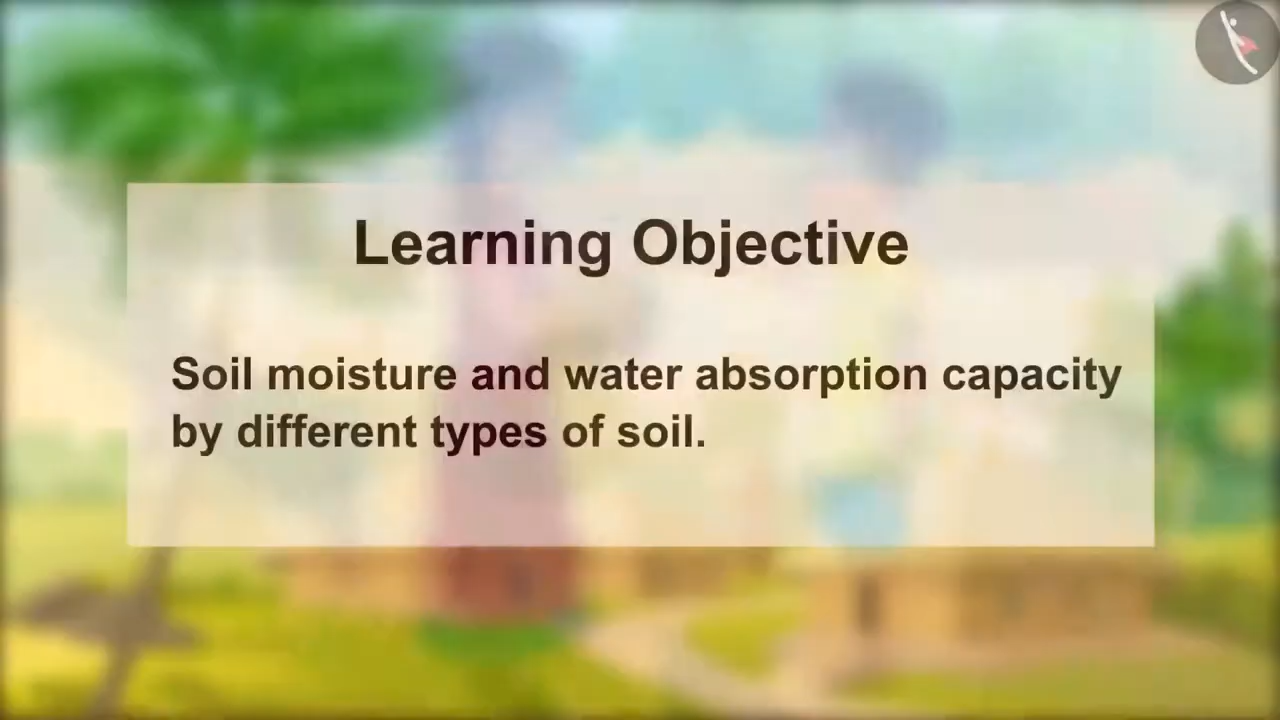 Learning Objective
Soil moisture and water absorption capacity
by different types of soil.